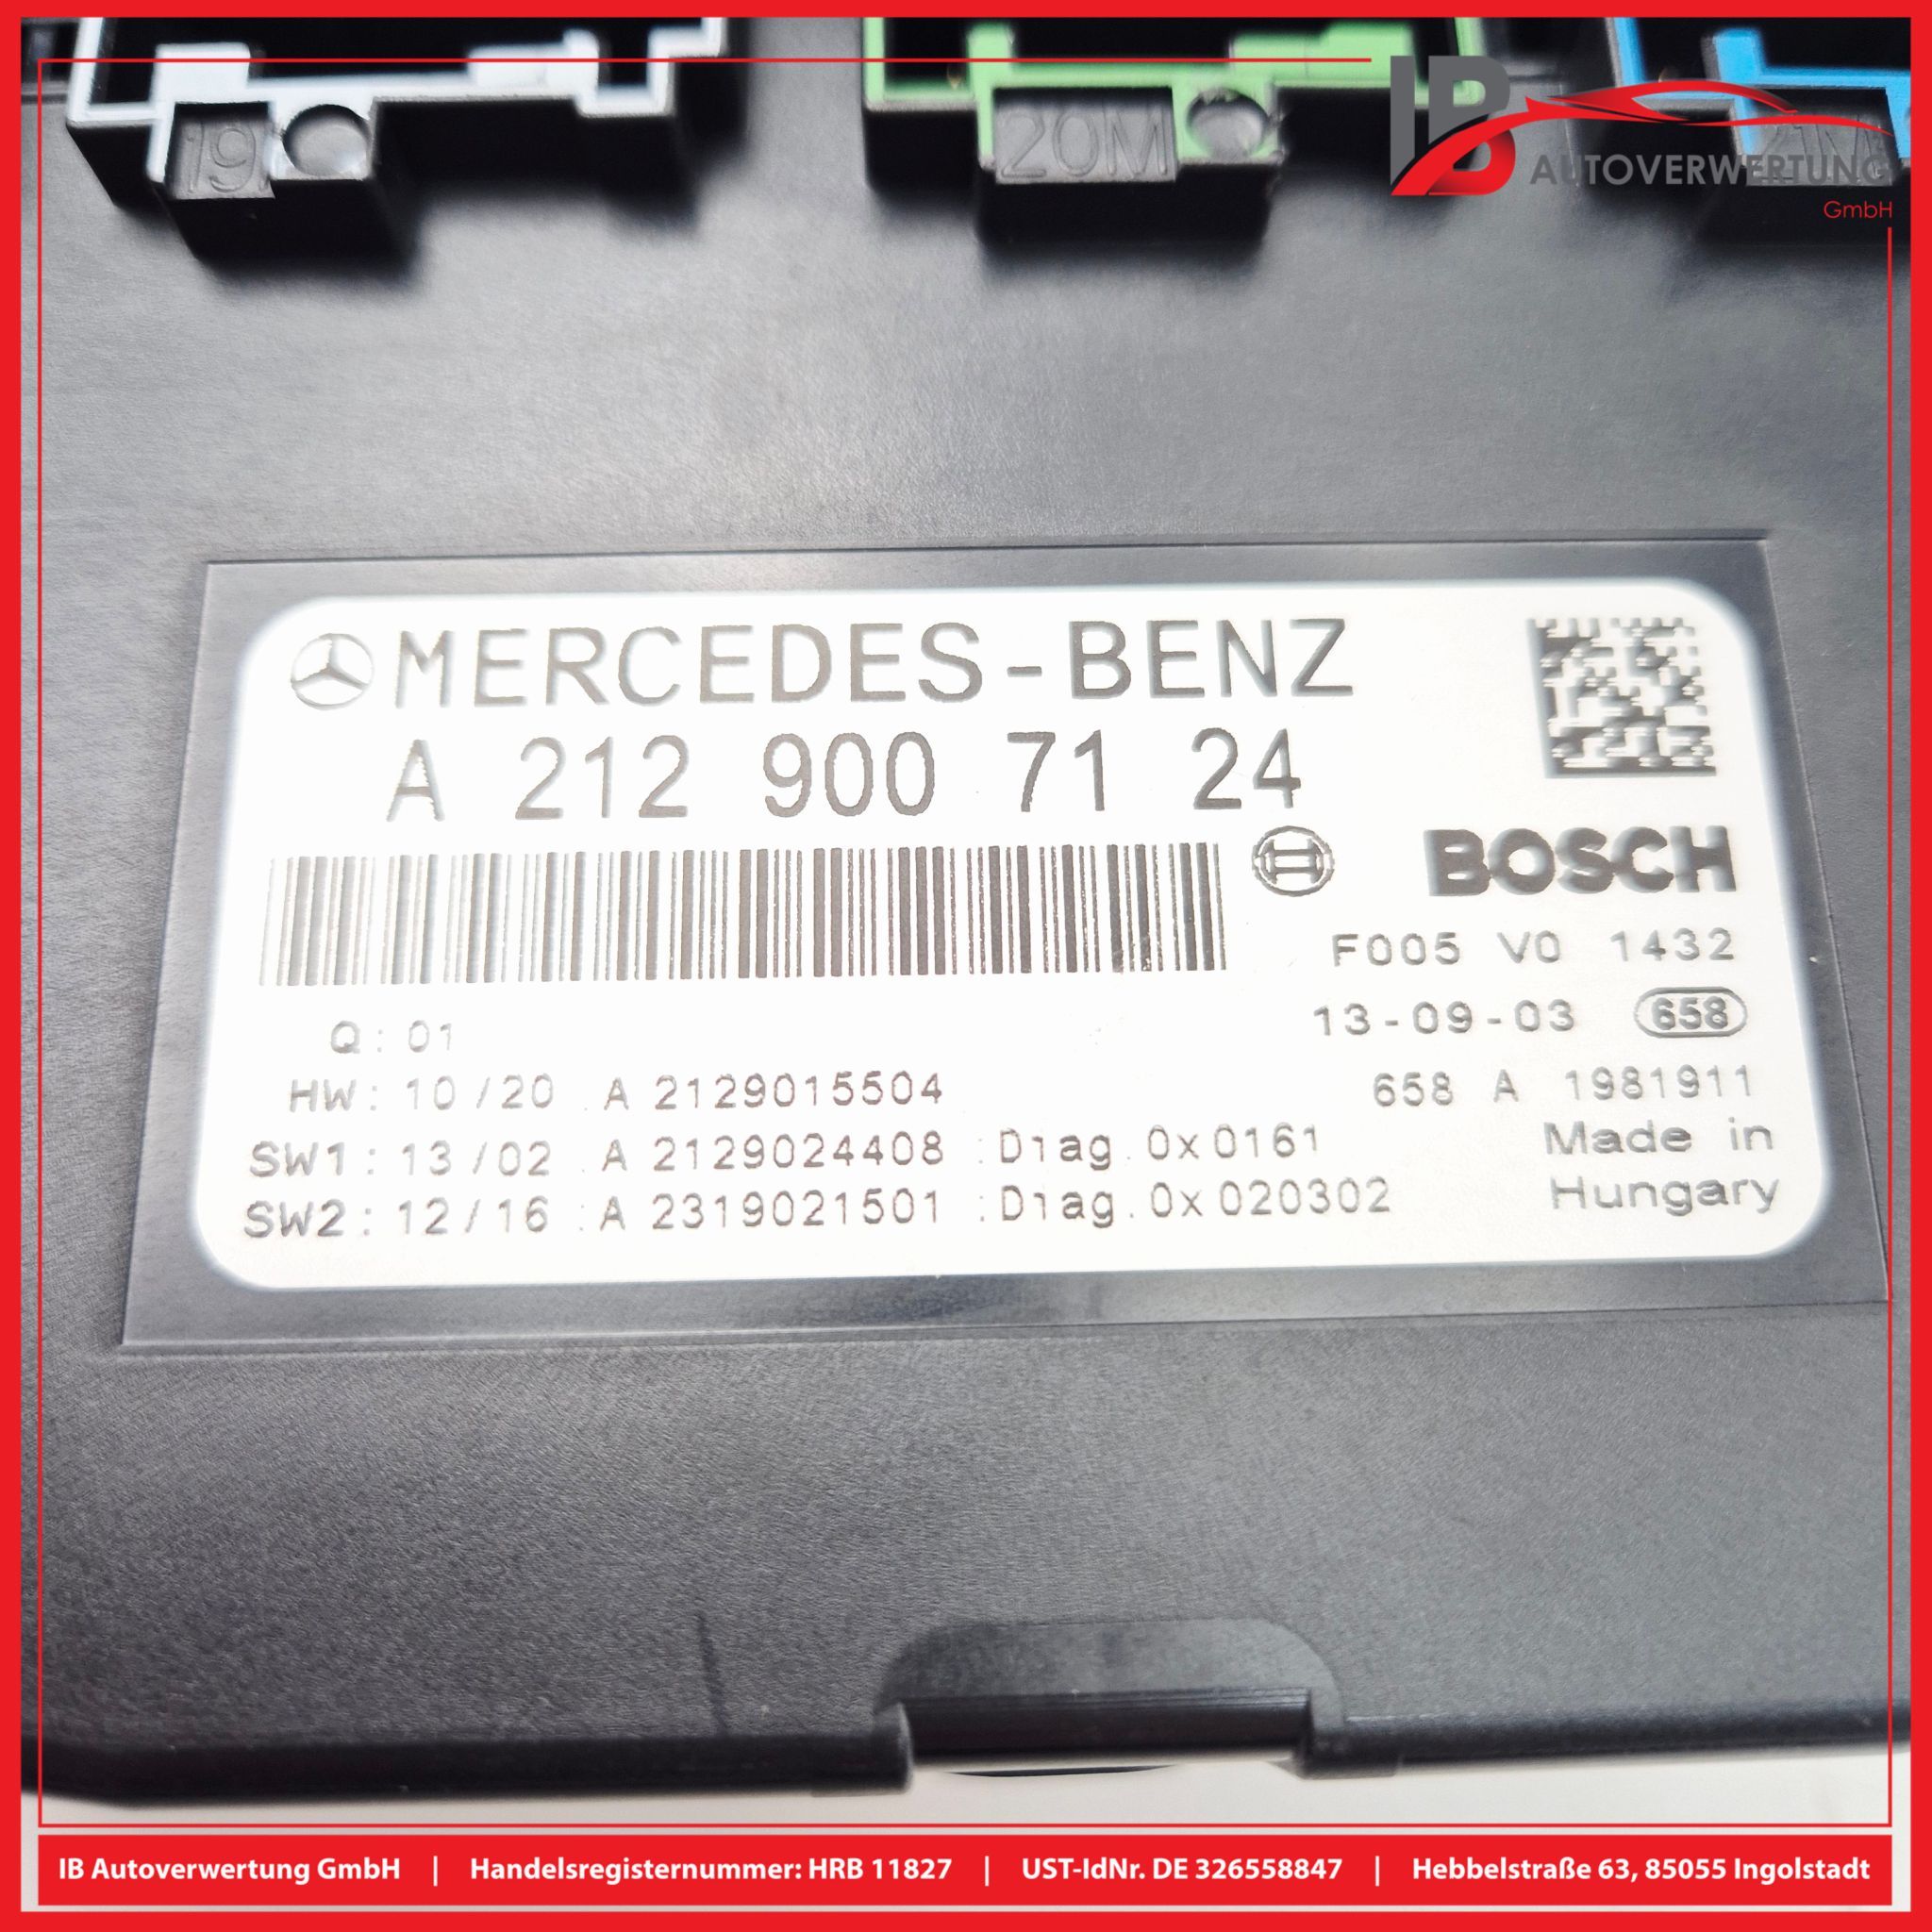 19
20M
IB
AUTOVERWERTUNG
GmbH
MERCEDES-BENZ
A 212 900 71 24
BOSCH
F005 V0 1432
13-09-03 658
Q: 01
HW: 10/20 A 2129015504
658 A 1981911
SW1: 13/02 A 2129024408 :Diag.0x0161
Made in
SW2: 12/16 :A 2319021501 :Diag.0x020302
Hungary
IB Autoverwertung GmbH | Handelsregisternummer: HRB 11827 | UST-IdNr. DE 326558847 | Hebbelstraße 63, 85055 Ingolstadt